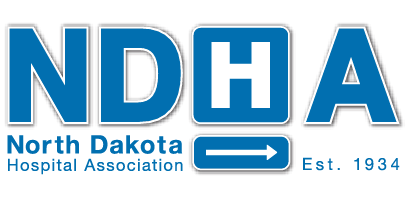 NDHA
North Dakota
Hospital Association
Est. 1934